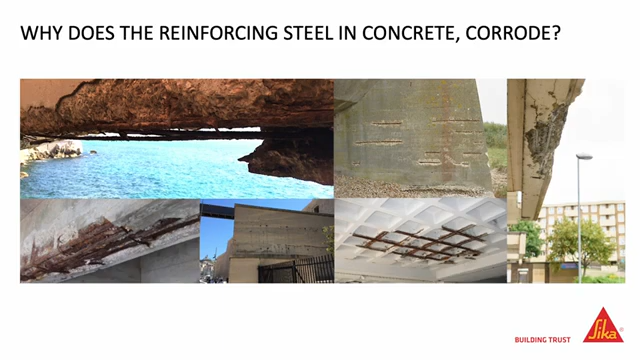 WHY DOES THE REINFORCING STEEL IN CONCRETE, CORRODE?
BUILDING TRUST
Sika